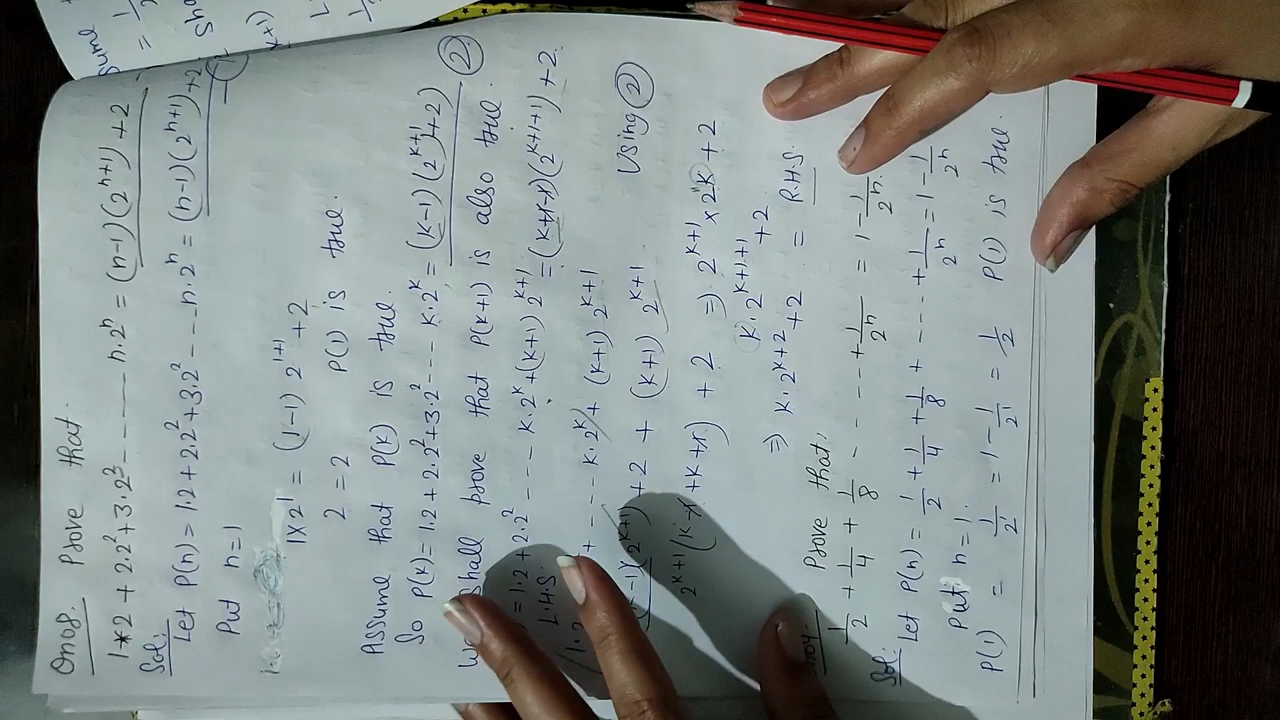 Ono8. Prove that.
1*2 + 2.2² + 3.2³ - ... ——— n.2ⁿ = (n-1)(2ⁿ⁺¹) + 2
Sol:
Let P(n) = 1.2 + 2.2² + 3.2² - ... n.2ⁿ = (n-1)(2ⁿ⁺¹) + 2
Put n = 1
1×2¹ = (1-1) 2¹⁺¹ + 2
2 = 2 P(1) is true.
Assume that P(K) is true.
So P(K) = 1.2 + 2.2² + 3.2² - - - - K.2ᴷ = (K-1)(2ᴷ⁺¹ + 2) ②
shall prove that P(K+1) is also true.
= 1.2 + 2.2² - - - - K.2ᴷ + (K+1) 2ᴷ⁺¹ = (K+1-1)(2ᴷ⁺¹⁺¹) + 2.
L.H.S.
+ - - - - K.2ᴷ + (K+1) 2ᴷ⁺¹
(K-1)(2ᴷ⁺¹) + 2 + (K+1) 2ᴷ⁺¹ Using ②
2ᴷ⁺¹(K-1 + K+1) + 2 ⇒ 2ᴷ⁺¹ × 2K + 2
K.2ᴷ⁺¹⁺¹ + 2
⇒ K.2ᴷ⁺² + 2 = R.H.S.
Prove that,
1/2 + 1/4 + 1/8 - - - - + 1/2ⁿ = 1 - 1/2ⁿ.
Sol:
Let P(n) = 1/2 + 1/4 + 1/8 + - - - - + 1/2ⁿ = 1 - 1/2ⁿ
Put n = 1.
P(1) = 1/2 = 1 - 1/2¹ = 1/2 P(1) is true.